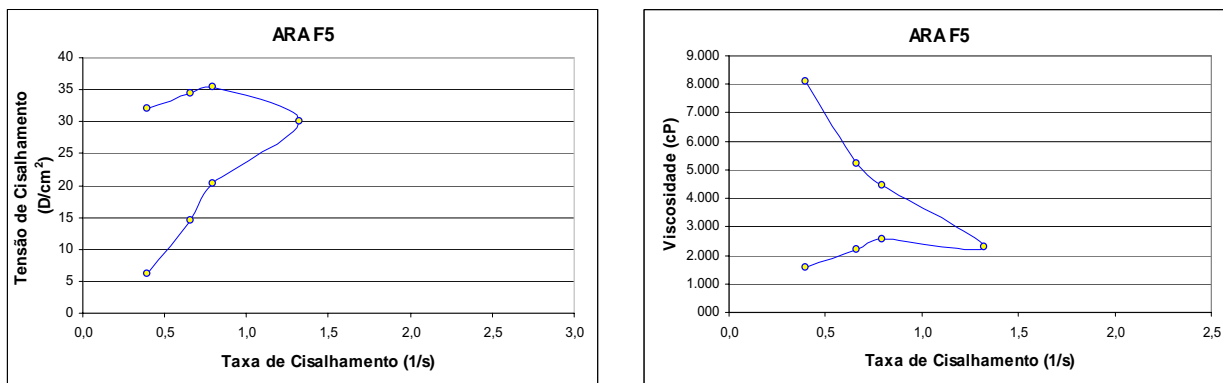 ARA F5
Tensão de Cisalhamento
(D/cm²)
40
35
30
25
20
15
10
5
0
0,0 0,5 1,0 1,5 2,0 2,5 3,0
Taxa de Cisalhamento (1/s)
ARA F5
Viscosidade (cP)
9.000
8.000
7.000
6.000
5.000
4.000
3.000
2.000
1.000
.000
0,0 0,5 1,0 1,5 2,0 2,5
Taxa de Cisalhamento (1/s)